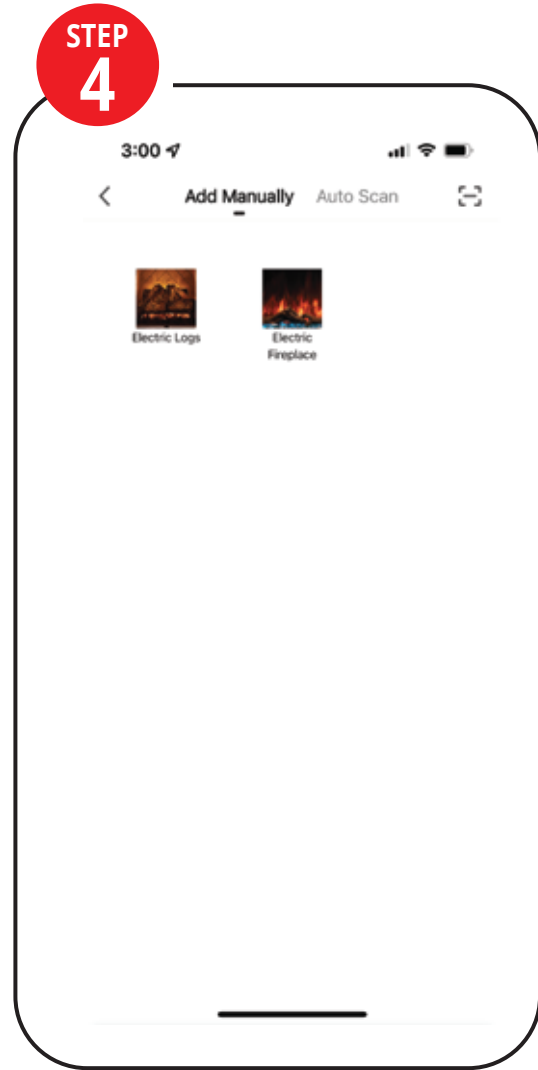 STEP
4
3:00
Add Manually Auto Scan
Electric Logs Electric
Fireplace